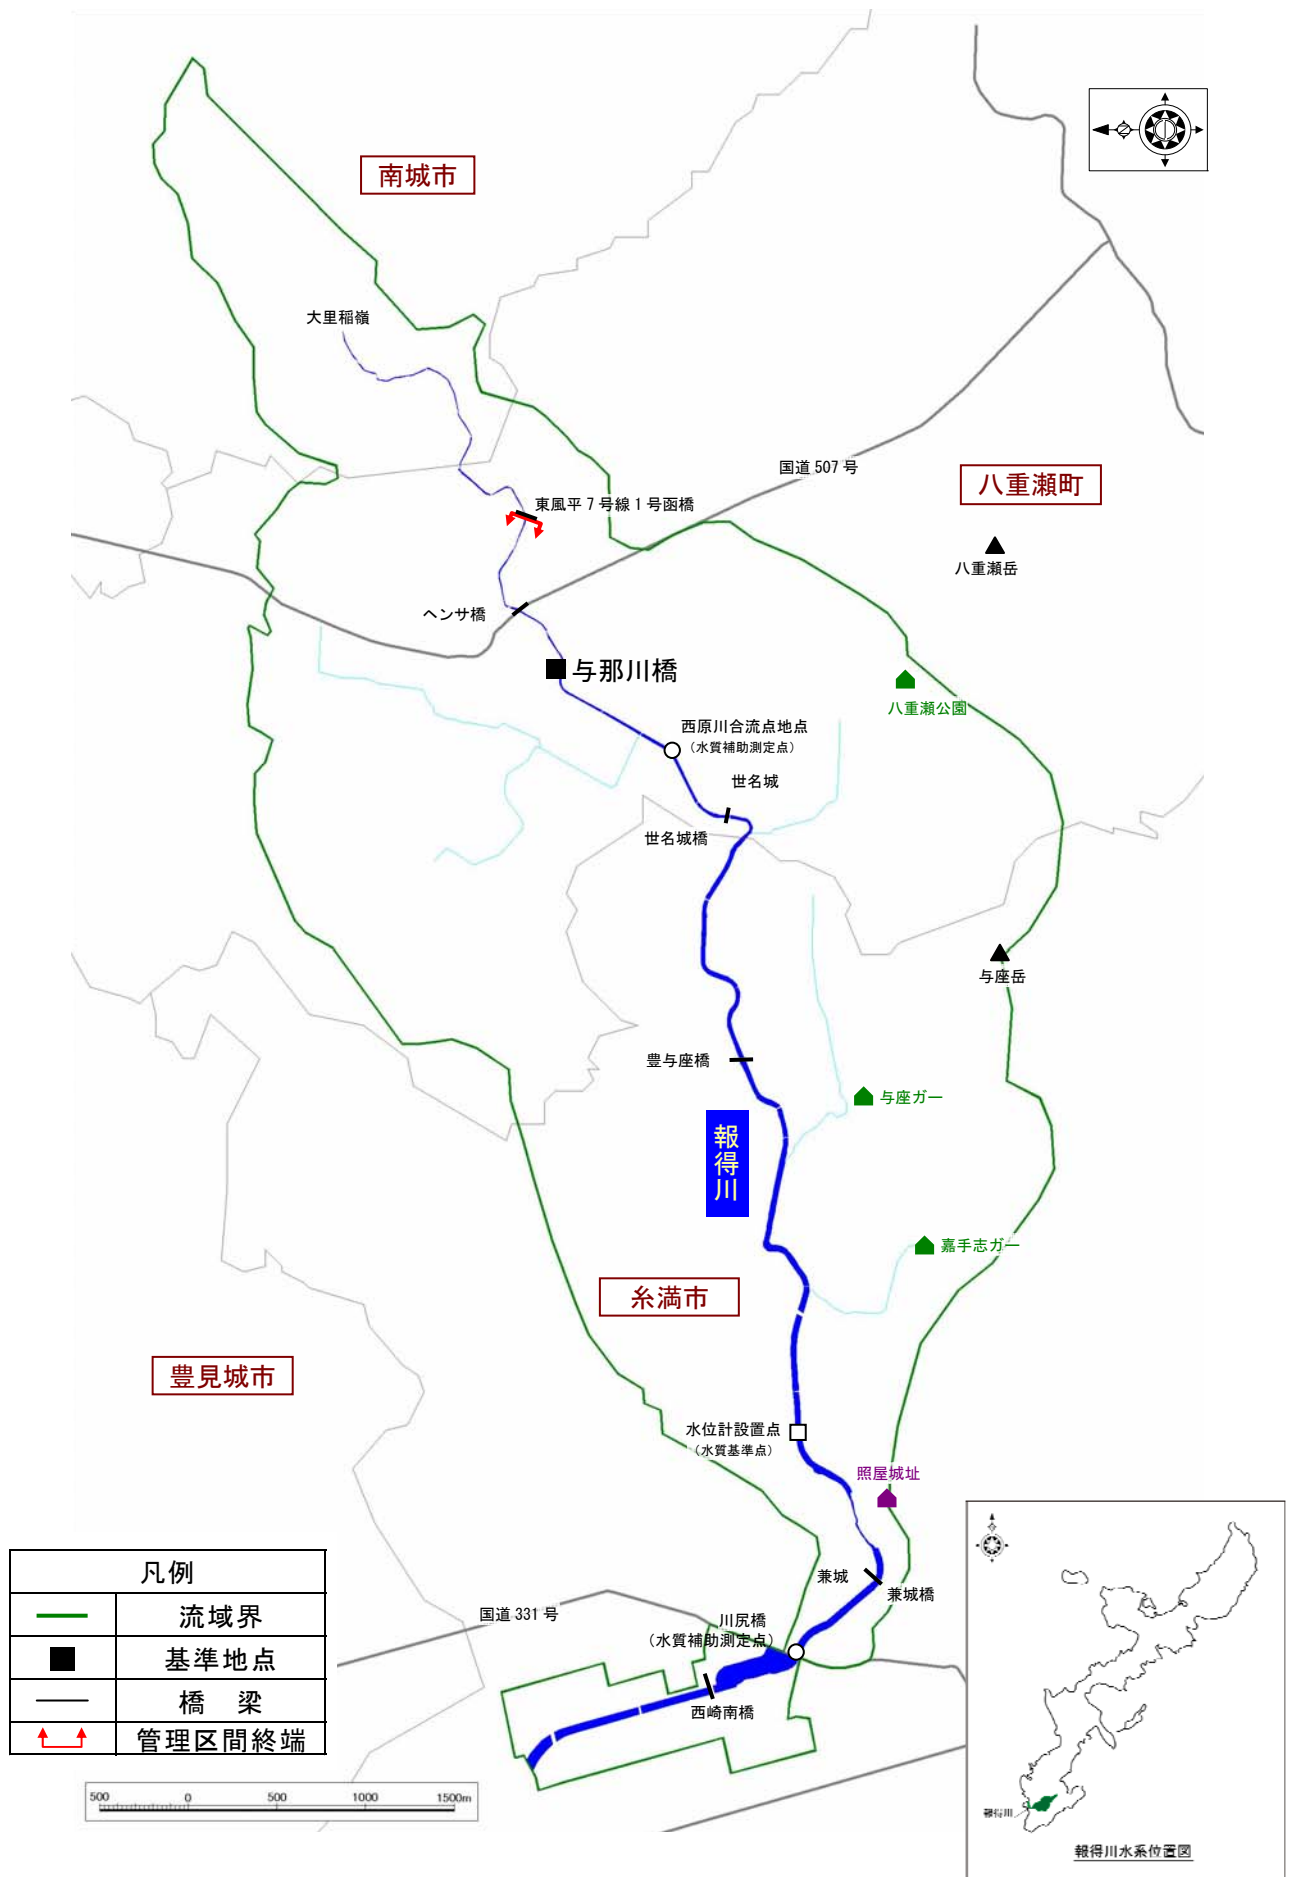 南城市
大里稲嶺
国道 507 号
八重瀬町
東風平 7 号線 1 号函橋
八重瀬岳
ヘンサ橋
与那川橋
八重瀬公園
西原川合流点地点
（水質補助測定点）
世名城
世名城橋
与座岳
豊与座橋
与座ガー
報得川
嘉手志ガー
糸満市
豊見城市
水位計設置点
（水質基準点）
照屋城址
兼城
兼城橋
国道 331 号
川尻橋
（水質補助測定点）
西崎南橋
凡例
流域界
基準地点
橋　梁
管理区間終端
500 0 500 1000 1500m
報得川
報得川水系位置図